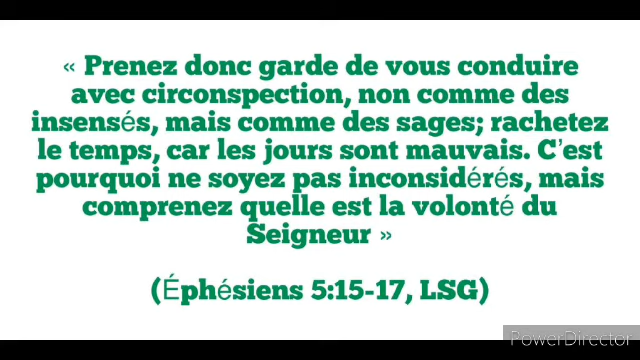 « Prenez donc garde de vous conduire
avec circonspection, non comme des
insensés, mais comme des sages; rachetez
le temps, car les jours sont mauvais. C’est
pourquoi ne soyez pas inconsidérés, mais
comprenez quelle est la volonté du
Seigneur »
(Éphésiens 5:15-17, LSG)
PowerDirector